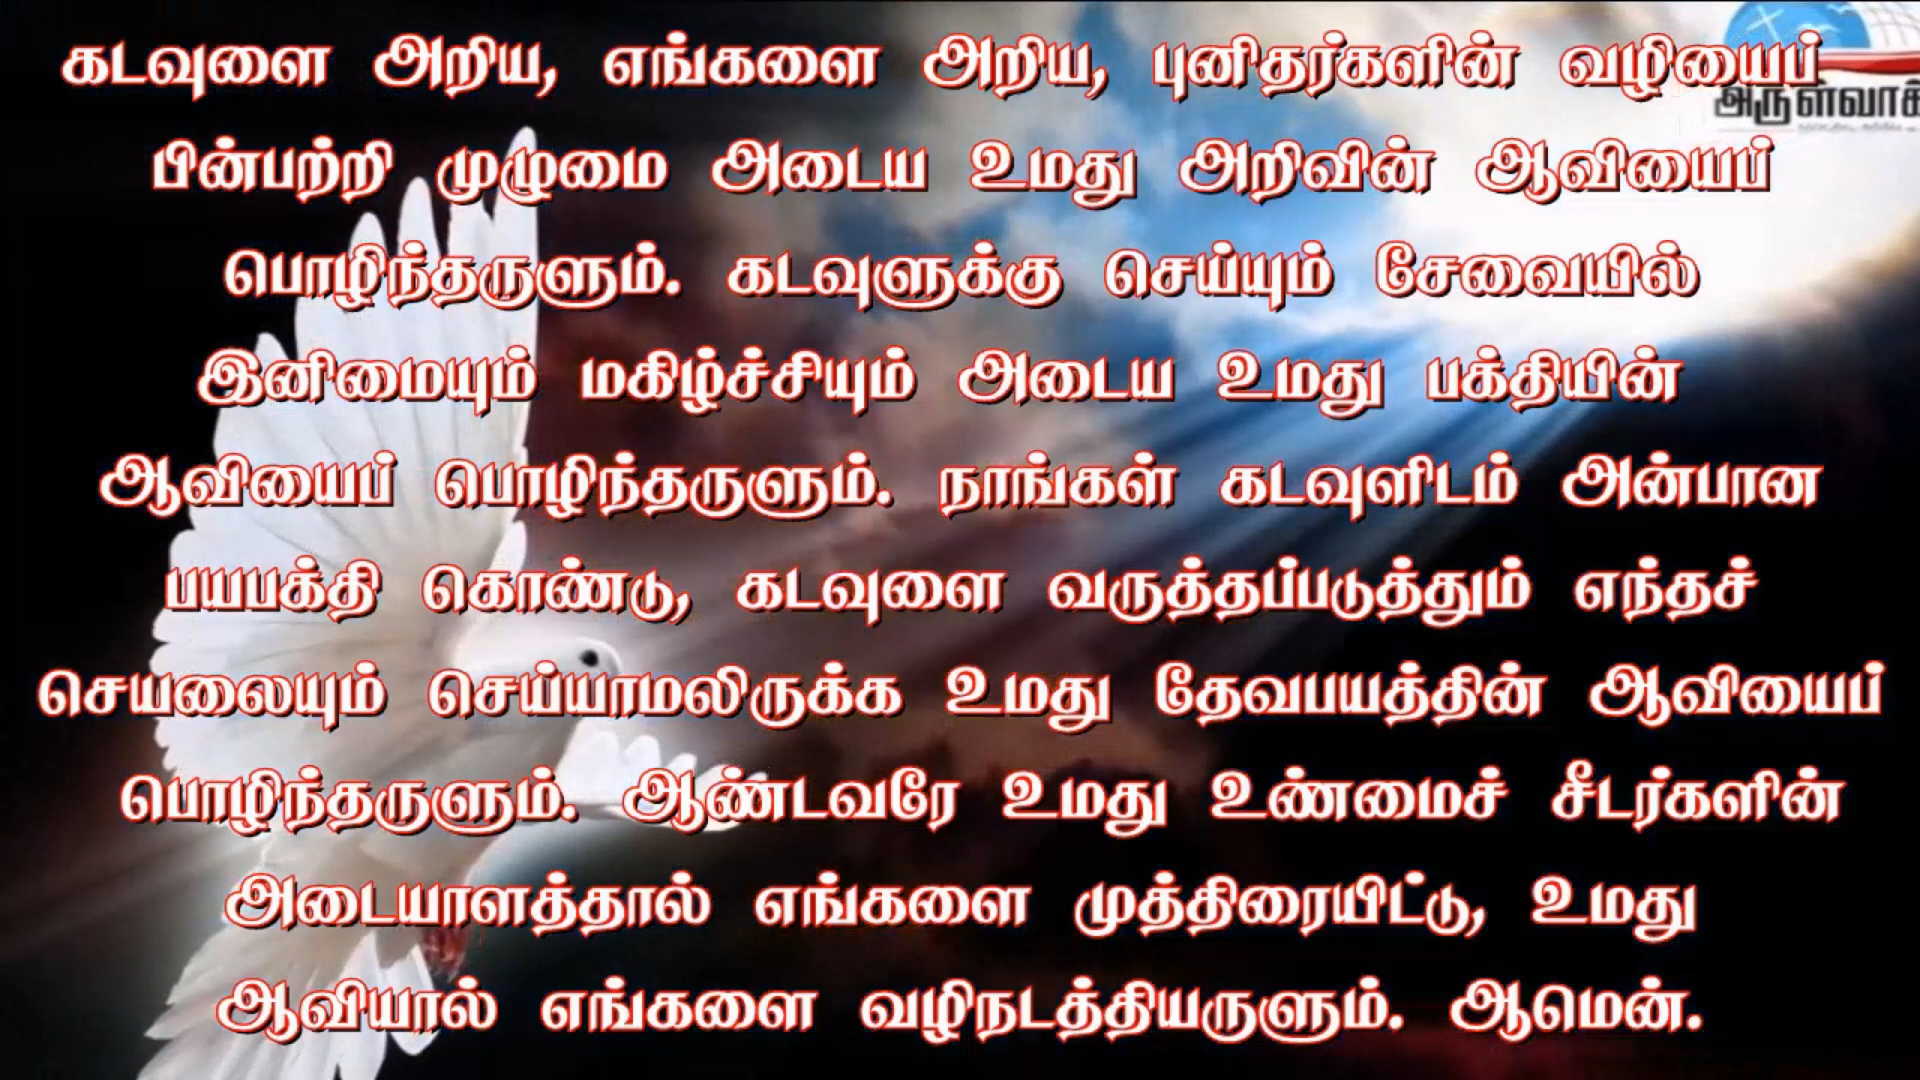 கடவுளை அறிய, எங்களை அறிய, புனிதர்களின் வழியைப்
பின்பற்றி முழுமை அடைய உமது அறிவின் ஆவியைப்
பொழிந்தருளும். கடவுளுக்கு செய்யும் சேவையில்
இனிமையும் மகிழ்ச்சியும் அடைய உமது பக்தியின்
ஆவியைப் பொழிந்தருளும். நாங்கள் கடவுளிடம் அன்பான
பயபக்தி கொண்டு, கடவுளை வருத்தப்படுத்தும் எந்தச்
செயலையும் செய்யாமலிருக்க உமது தேவபயத்தின் ஆவியைப்
பொழிந்தருளும். ஆண்டவரே உமது உண்மைச் சீடர்களின்
அடையாளத்தால் எங்களை முத்திரையிட்டு, உமது
ஆவியால் எங்களை வழிநடத்தியருளும். ஆமென்.